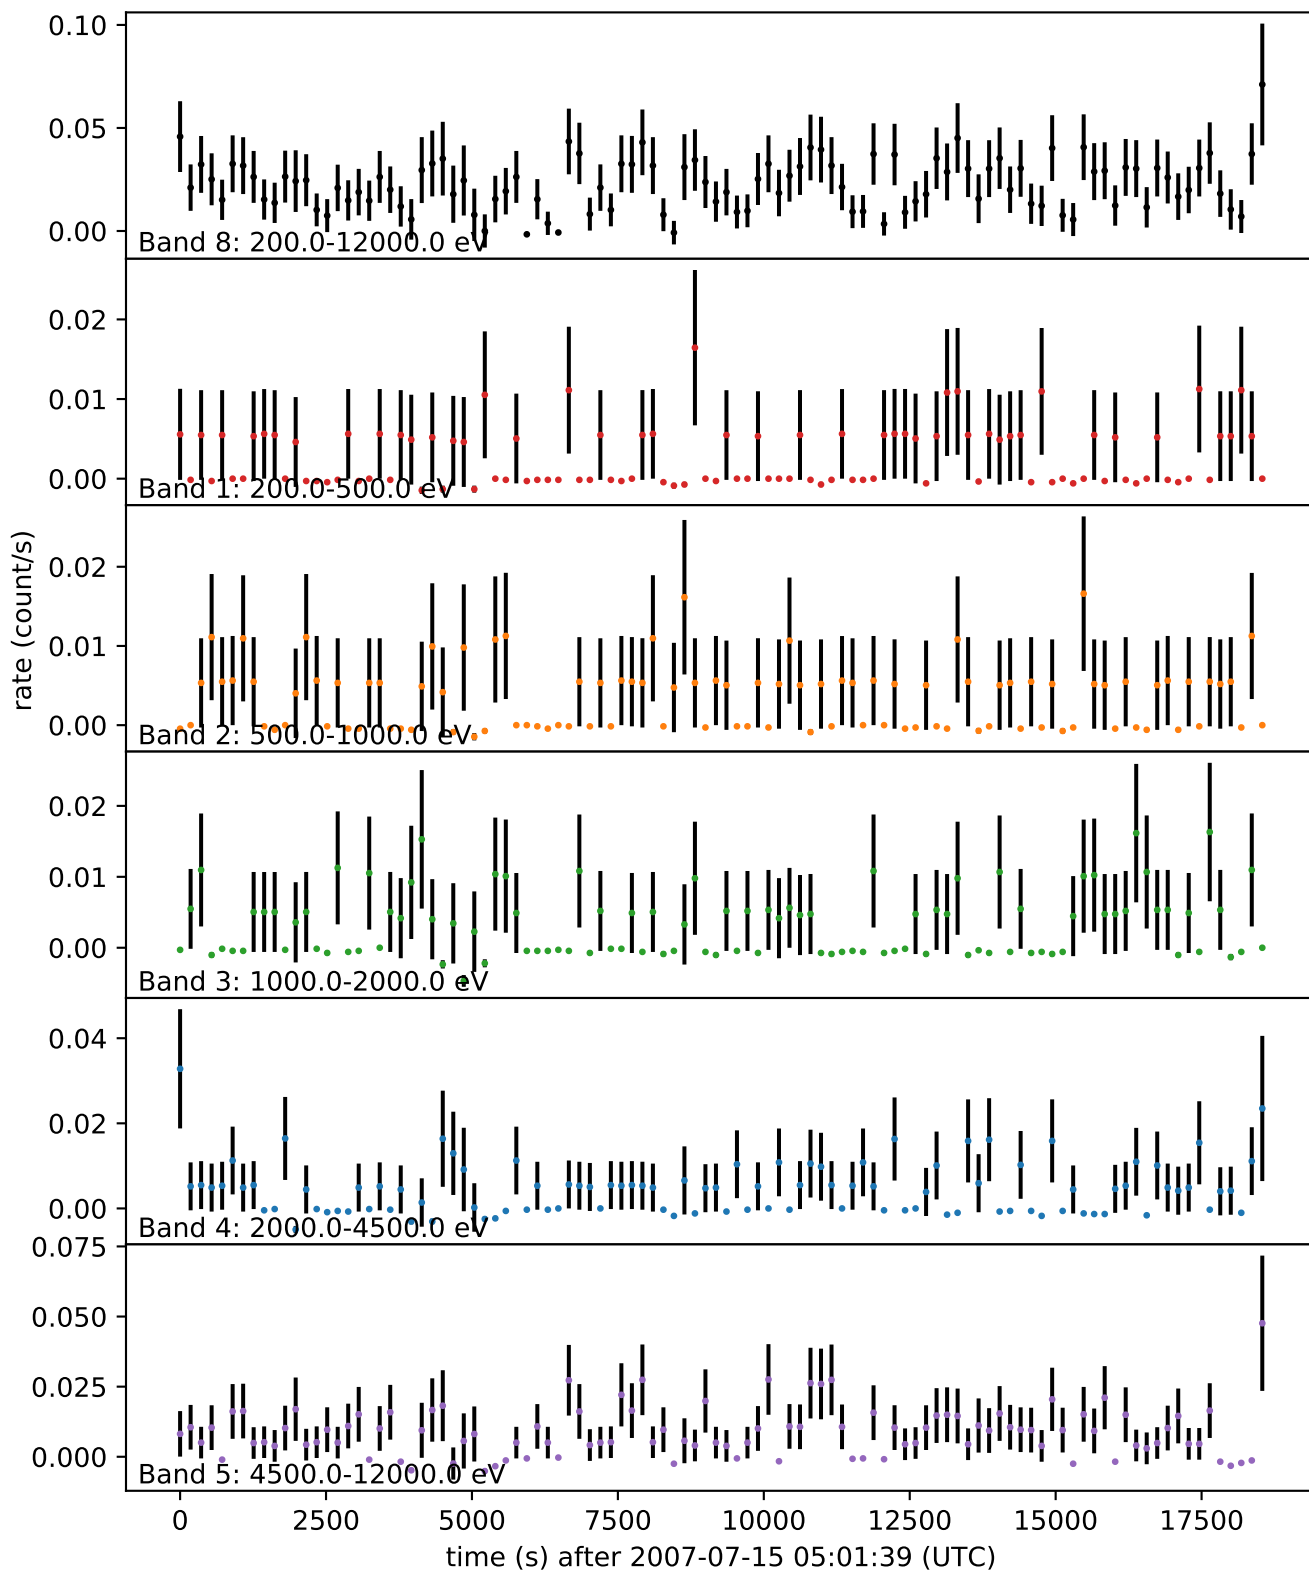 0.10
0.05
0.00
Band 8: 200.0-12000.0 eV
0.02
0.01
0.00
Band 1: 200.0-500.0 eV
rate (count/s)
0.02
0.01
0.00
Band 2: 500.0-1000.0 eV
0.02
0.01
0.00
Band 3: 1000.0-2000.0 eV
0.04
0.02
0.00
Band 4: 2000.0-4500.0 eV
0.075
0.050
0.025
0.000
Band 5: 4500.0-12000.0 eV
0 2500 5000 7500 10000 12500 15000 17500
time (s) after 2007-07-15 05:01:39 (UTC)